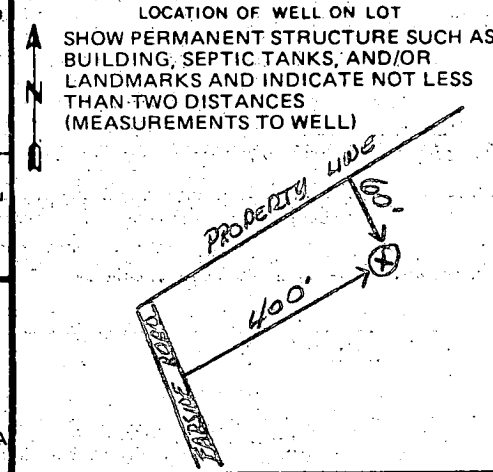 LOCATION OF WELL ON LOT
SHOW PERMANENT STRUCTURE SUCH AS
BUILDING, SEPTIC TANKS, AND/OR
LANDMARKS AND INDICATE NOT LESS
THAN TWO DISTANCES
(MEASUREMENTS TO WELL)
N
PROPERTY LINE
60'
400'
FARSIDE ROAD